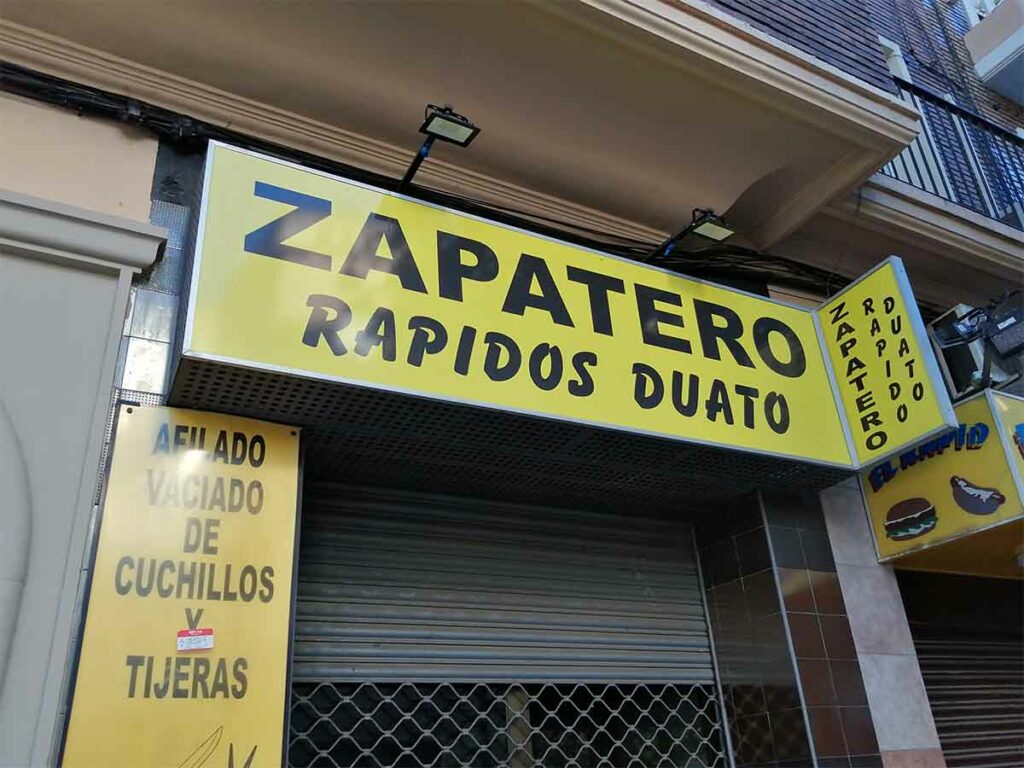 ZAPATERO
RAPIDOS DUATO
ZAPATERO
RAPIDO
DUATO
EL RAPID
AFILADO
VACIADO
DE
CUCHILLOS
Y
TIJERAS